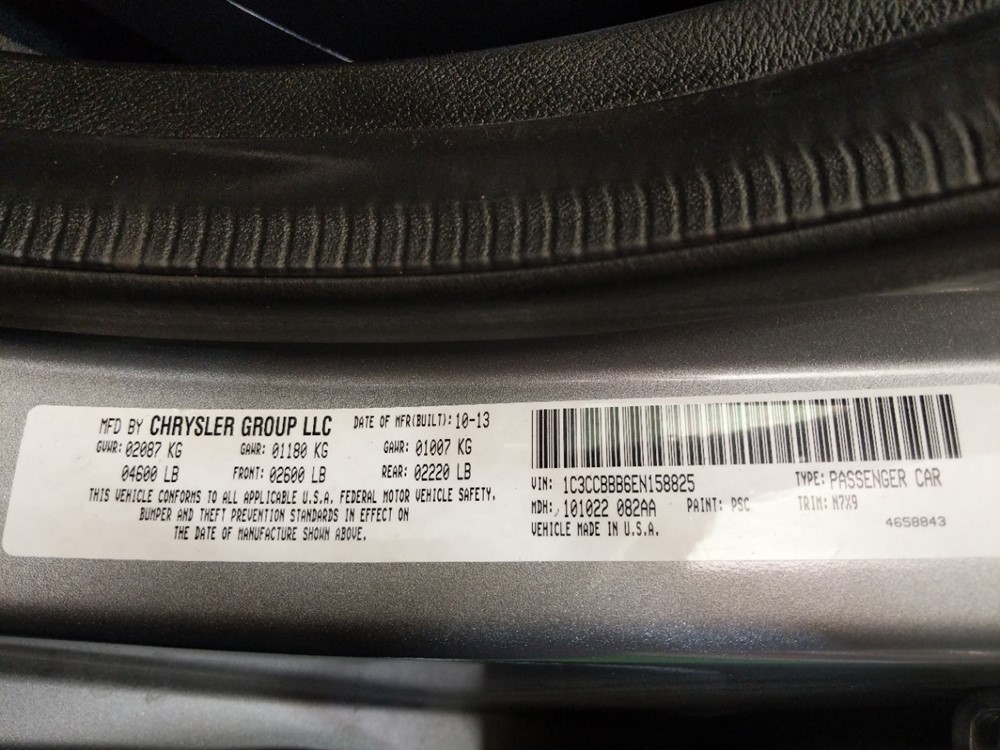 MFD BY CHRYSLER GROUP LLC DATE OF MFR(BUILT): 10-13
GVWR: 02087 KG GAWR: 01180 KG GAWR: 01007 KG
04600 LB FRONT: 02600 LB REAR: 02220 LB
THIS VEHICLE CONFORMS TO ALL APPLICABLE U.S.A. FEDERAL MOTOR VEHICLE SAFETY,
BUMPER AND THEFT PREVENTION STANDARDS IN EFFECT ON
THE DATE OF MANUFACTURE SHOWN ABOVE.
VIN: 1C3CCBBB6EN158825 TYPE: PASSENGER CAR
MDH: 101022 082AA PAINT: PSC TRIM: N7X9
VEHICLE MADE IN U.S.A. 4658843